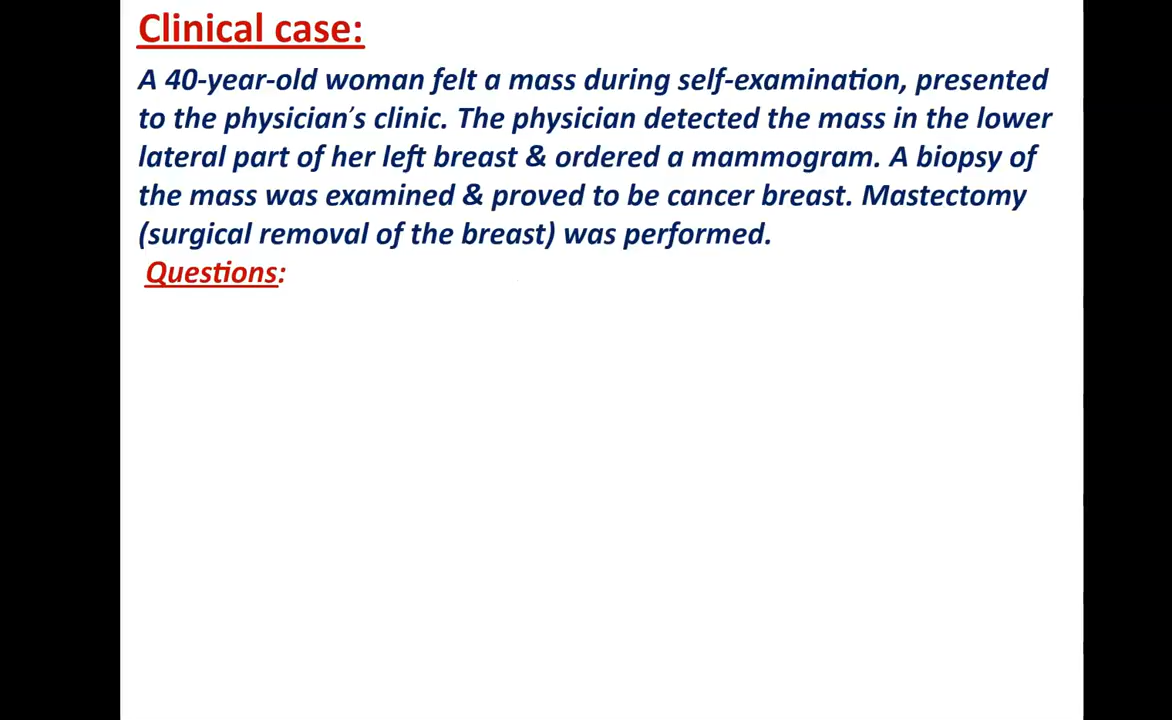 Clinical case:
A 40-year-old woman felt a mass during self-examination, presented
to the physician’s clinic. The physician detected the mass in the lower
lateral part of her left breast & ordered a mammogram. A biopsy of
the mass was examined & proved to be cancer breast. Mastectomy
(surgical removal of the breast) was performed.
Questions: